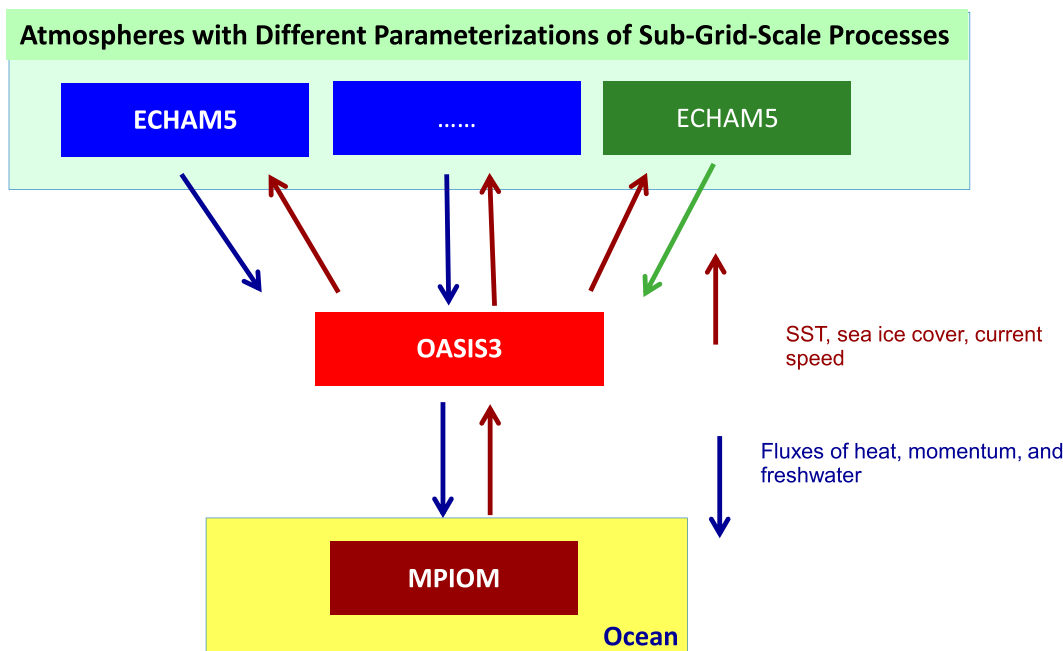 Atmospheres with Different Parameterizations of Sub-Grid-Scale Processes
ECHAM5
......
ECHAM5
OASIS3
SST, sea ice cover, current
speed
Fluxes of heat, momentum, and
freshwater
MPIOM
Ocean